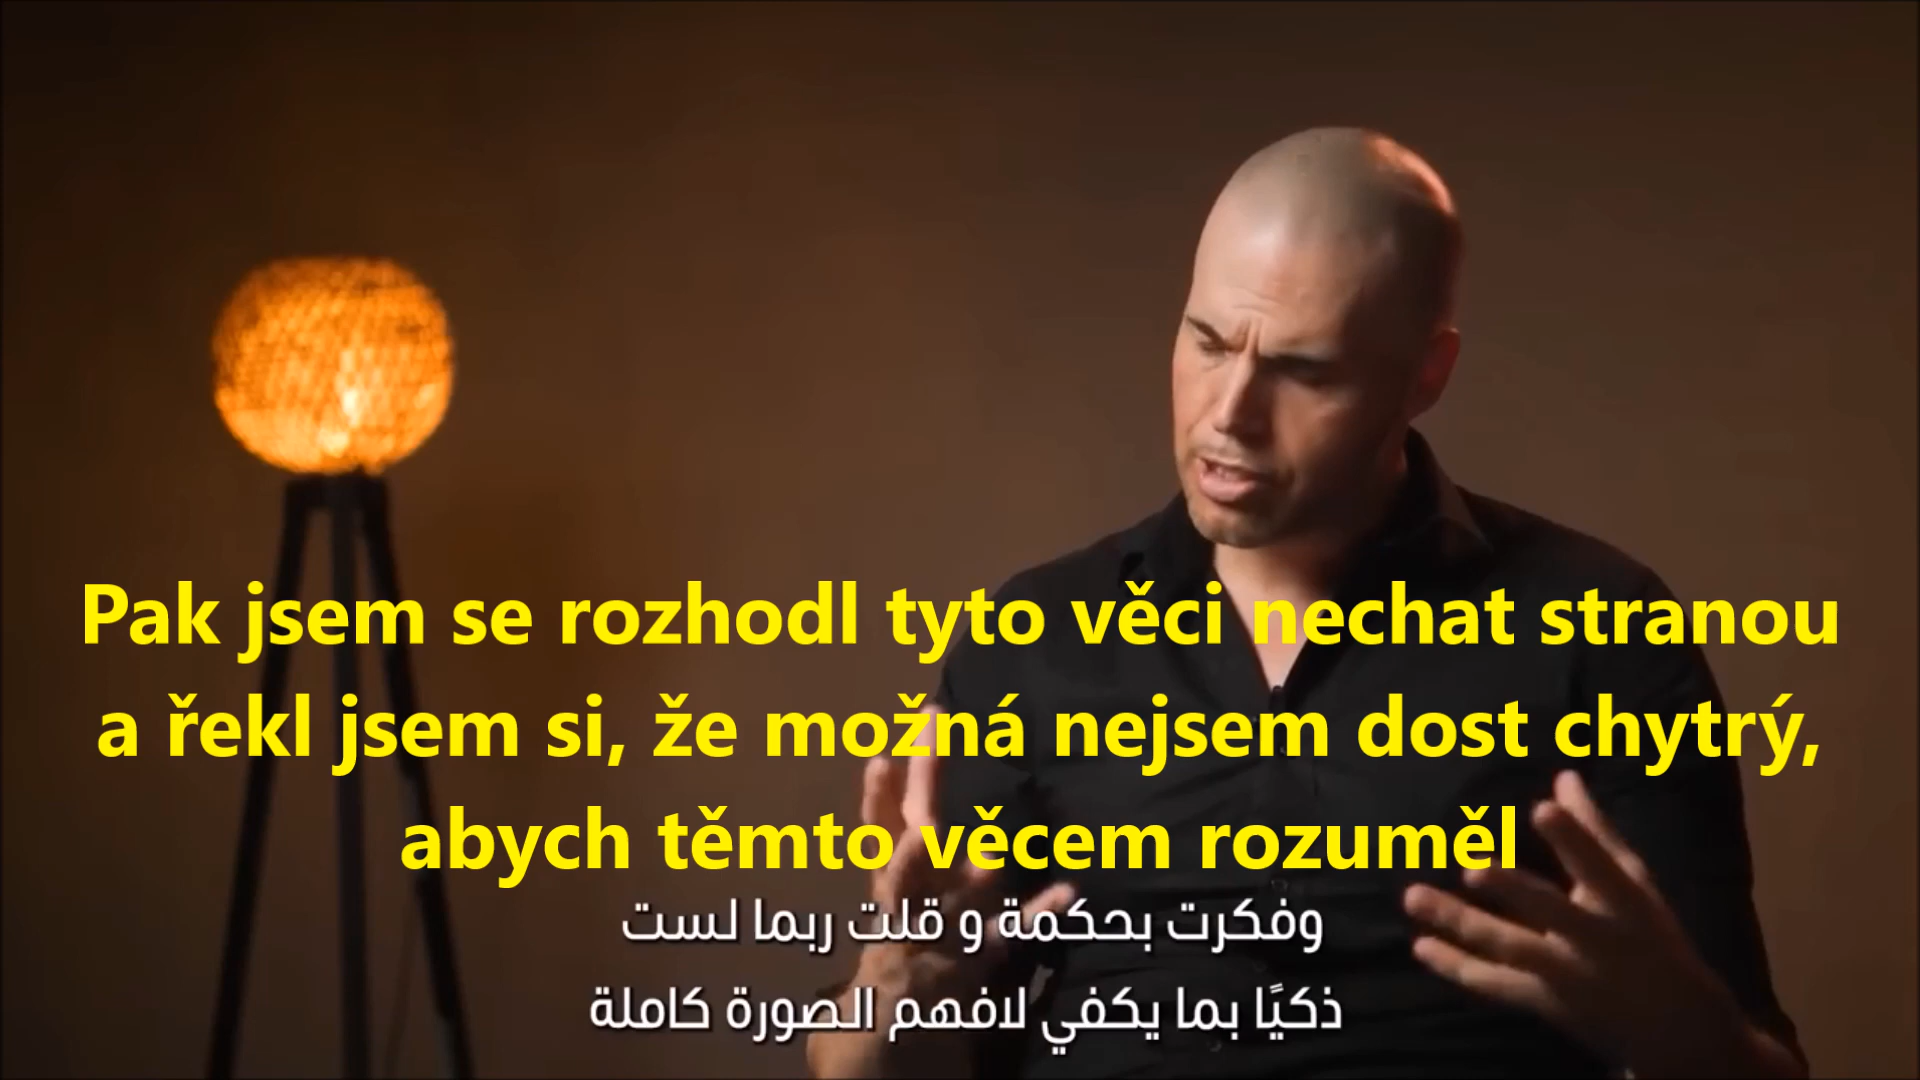 Pak jsem se rozhodl tyto věci nechat stranou
a řekl jsem si, že možná nejsem dost chytrý,
abych těmto věcem rozuměl
وفكرت بحكمة و قلت ربما لست
ذكيًا بما يكفي لافهم الصورة كاملة